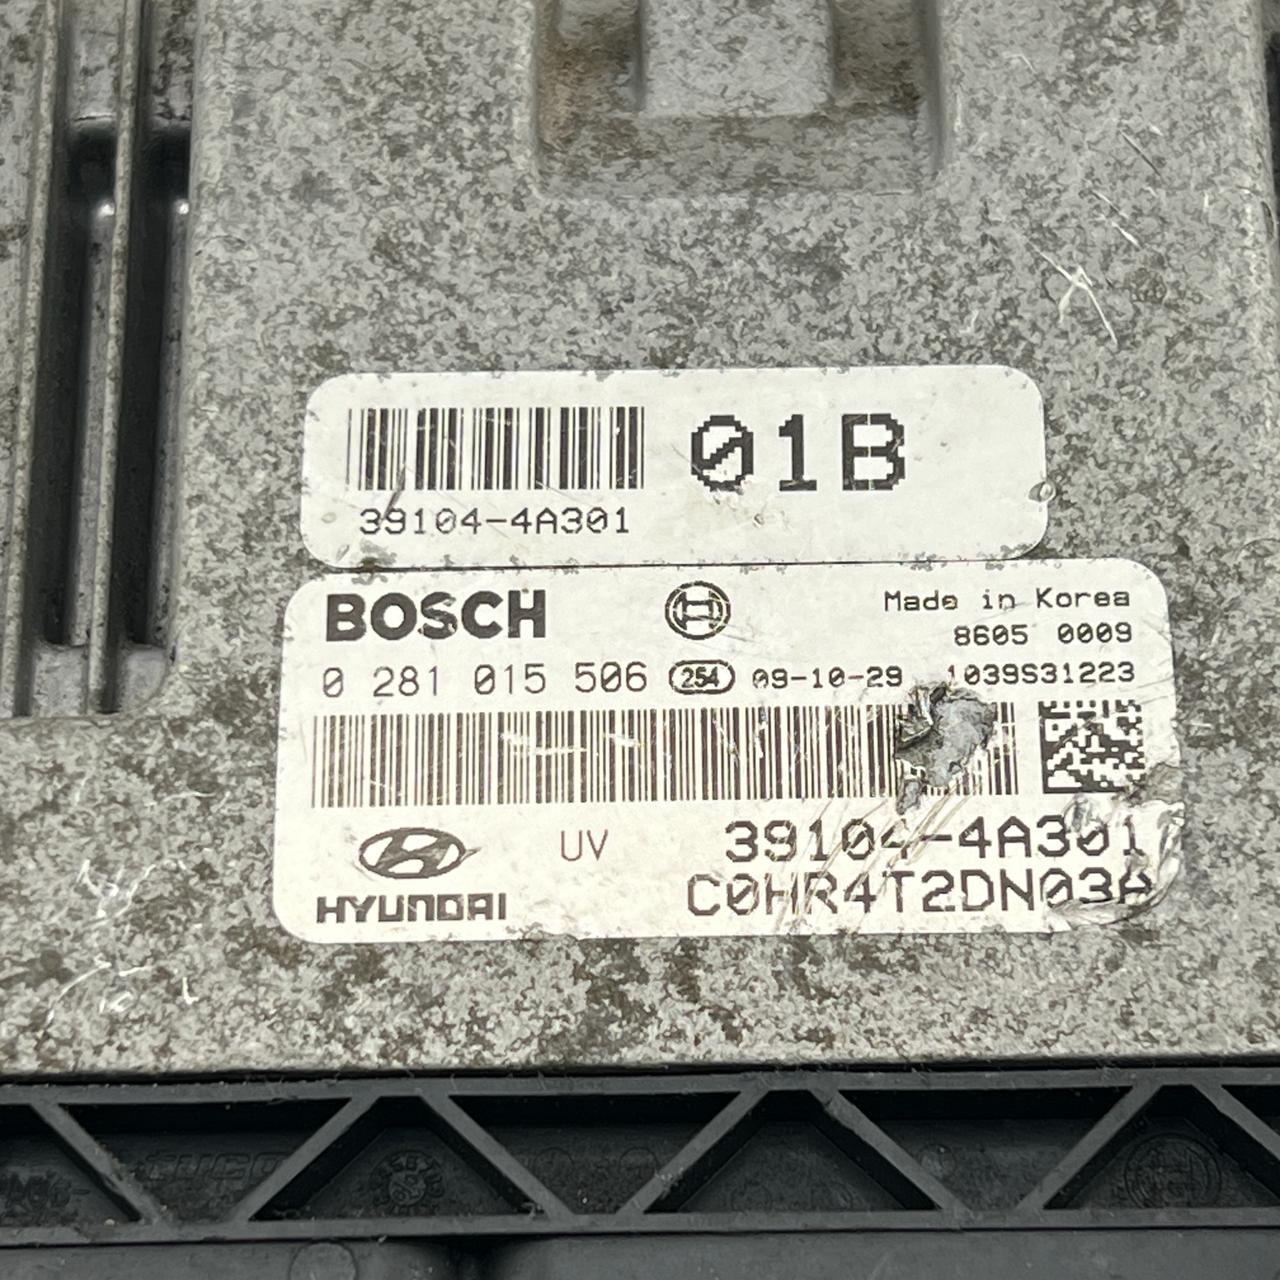 01B
39104-4A301
BOSCH
Made in Korea
8605 0009
0 281 015 506 254 09-10-29 1039S31223
UV 39104-4A301
HYUNDAI C0HR4T2DN03A